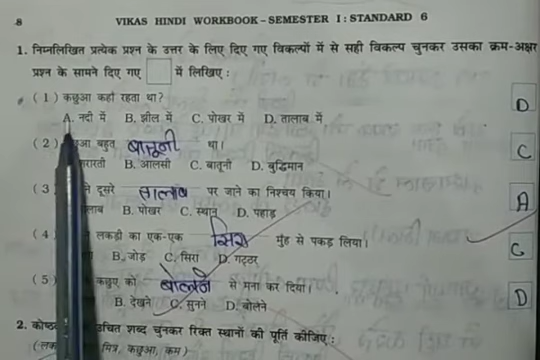 8 VIKAS HINDI WORKBOOK – SEMESTER I : STANDARD 6
1. निम्नलिखित प्रत्येक प्रश्न के उत्तर के लिए दिए गए विकल्पों में से सही विकल्प चुनकर उसका क्रम-अक्षर
प्रश्न के सामने दिए गए में लिखिए :
( 1 ) कछुआ कहाँ रहता था? D
A. नदी में B. झील में C. पोखर में D. तालाब में
( 2 ) बहुत बातूनी था। C
B. आलसी C. बातूनी D. बुद्धिमान
( 3 ) दूसरे तालाब पर जाने का निश्चय किया। A
B. पोखर C. स्थान D. पहाड़
( 4 ) लकड़ी का एक-एक सिरा मुंह से पकड़ लिया। C
B. जोड़ C. सिरा D. गट्ठर
( 5 ) कछुए को बोलने से मना कर दिया। D
B. देखने C. सुनने D. बोलने
2. उचित शब्द चुनकर रिक्त स्थानों की पूर्ति कीजिए :
मित्र, कछुआ, कम )